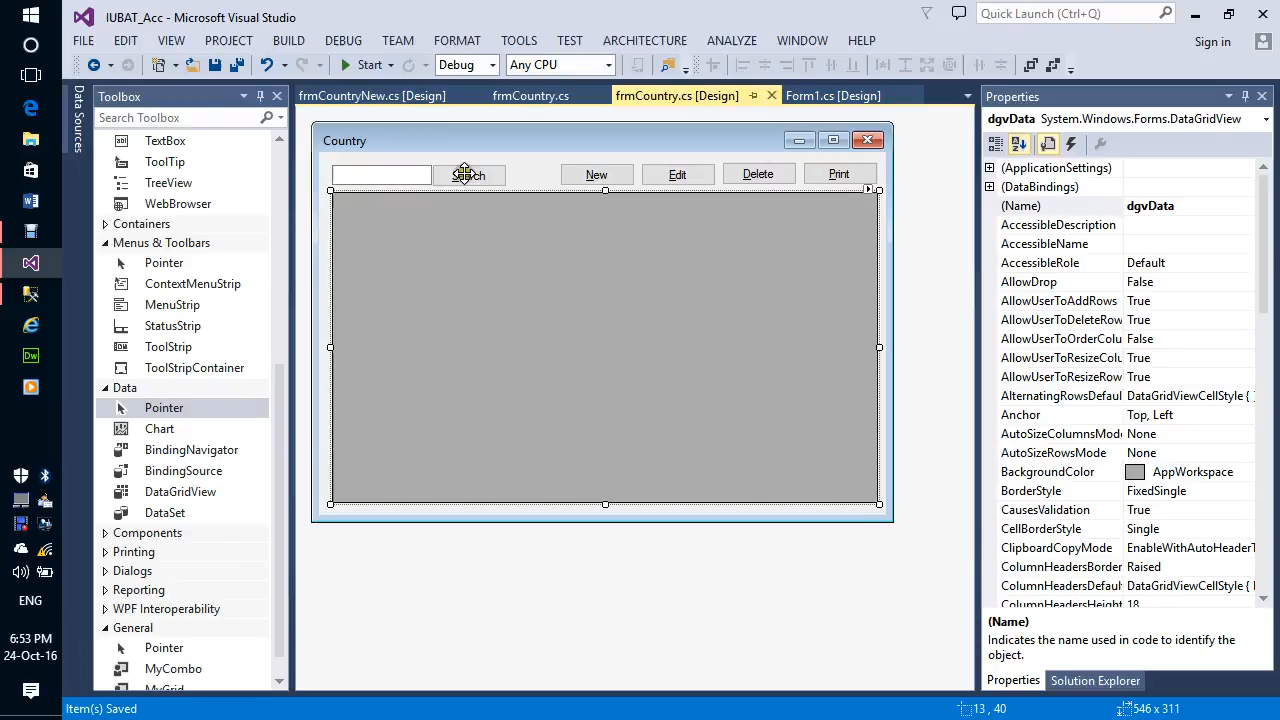 IUBAT_Acc - Microsoft Visual Studio
Quick Launch (Ctrl+Q)
FILE EDIT VIEW PROJECT BUILD DEBUG TEAM FORMAT TOOLS TEST ARCHITECTURE ANALYZE WINDOW HELP
Sign in
Start Debug Any CPU
Data Sources
Toolbox
Search Toolbox
TextBox
ToolTip
TreeView
WebBrowser
Containers
Menus & Toolbars
Pointer
ContextMenuStrip
MenuStrip
StatusStrip
ToolStrip
ToolStripContainer
Data
Pointer
Chart
BindingNavigator
BindingSource
DataGridView
DataSet
Components
Printing
Dialogs
Reporting
WPF Interoperability
General
Pointer
MyCombo
MyGrid
frmCountryNew.cs [Design] frmCountry.cs frmCountry.cs [Design] Form1.cs [Design]
Country
Search New Edit Delete Print
Properties
dgvData System.Windows.Forms.DataGridView
(ApplicationSettings)
(DataBindings)
(Name) dgvData
AccessibleDescription
AccessibleName
AccessibleRole Default
AllowDrop False
AllowUserToAddRows True
AllowUserToDeleteRow True
AllowUserToOrderColu False
AllowUserToResizeColu True
AllowUserToResizeRow True
AlternatingRowsDefaul DataGridViewCellStyle { }
Anchor Top, Left
AutoSizeColumnsMode None
AutoSizeRowsMode None
BackgroundColor AppWorkspace
BorderStyle FixedSingle
CausesValidation True
CellBorderStyle Single
ClipboardCopyMode EnableWithAutoHeaderT
ColumnHeadersBorder Raised
ColumnHeadersDefaul DataGridViewCellStyle {
ColumnHeadersHeight 18
(Name)
Indicates the name used in code to identify the
object.
Properties Solution Explorer
ENG
6:53 PM
24-Oct-16
Dw
Item(s) Saved
13 , 40
546 x 311